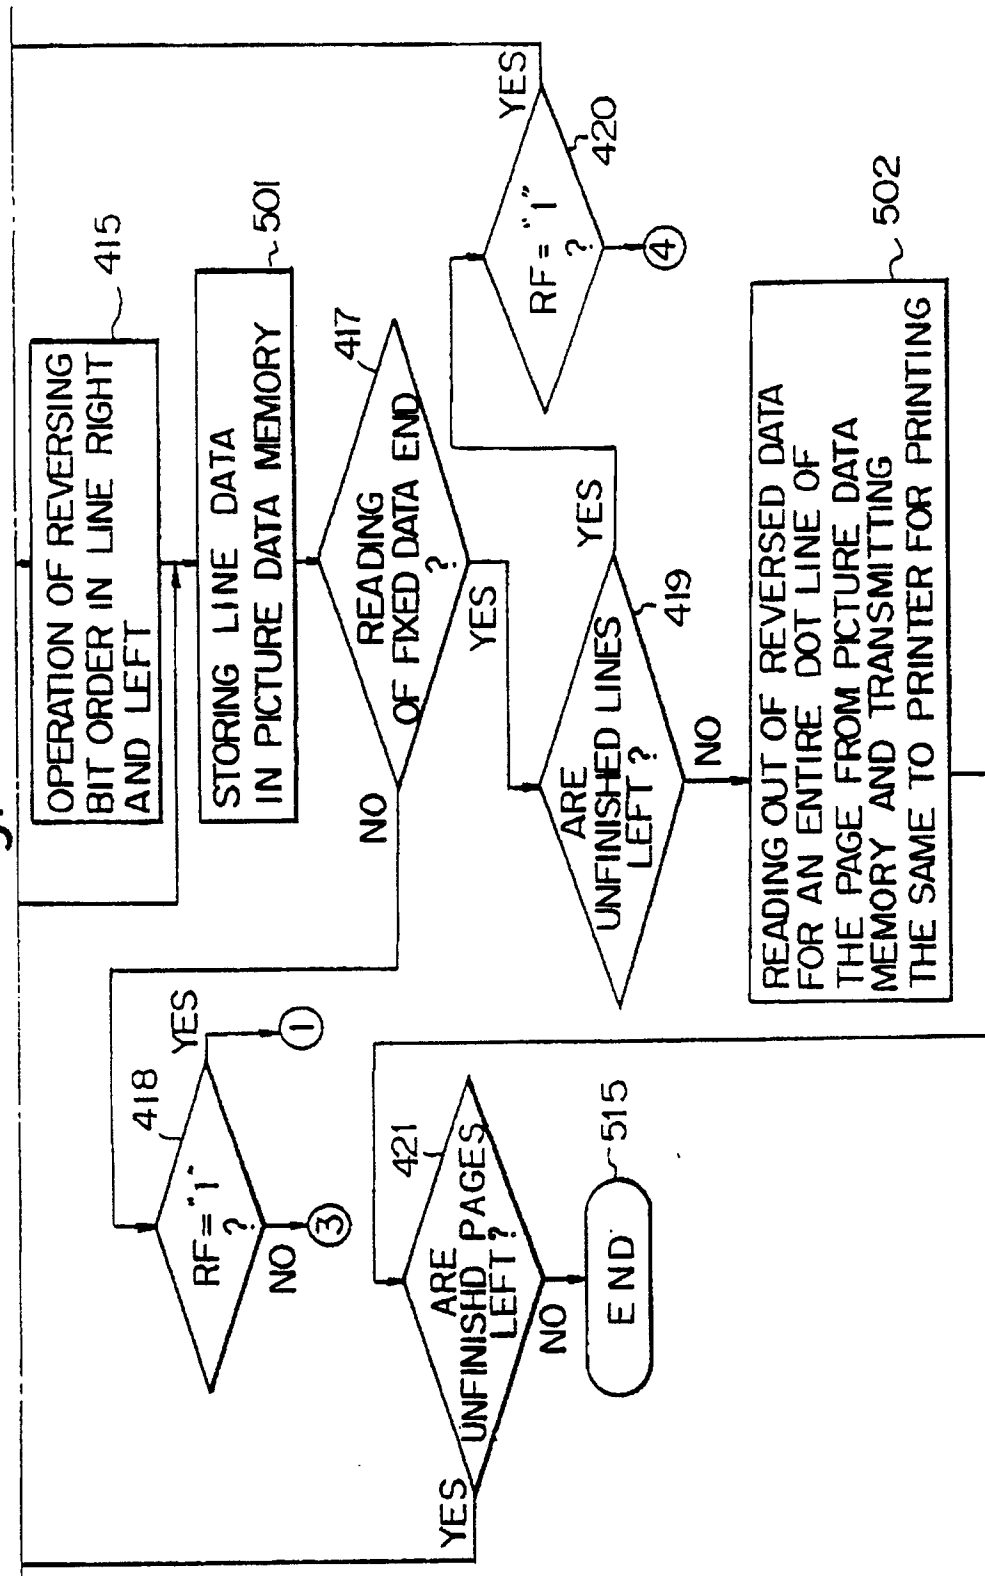 OPERATION OF REVERSING
BIT ORDER IN LINE RIGHT
AND LEFT
415
STORING LINE DATA
IN PICTURE DATA MEMORY
501
READING
OF FIXED DATA END
?
417
NO
YES
RF="1"
?
418
YES
1
NO
3
ARE
UNFINISHED LINES
LEFT ?
419
YES
NO
RF="1"
?
420
YES
4
READING OUT OF REVERSED DATA
FOR AN ENTIRE DOT LINE OF
THE PAGE FROM PICTURE DATA
MEMORY AND TRANSMITTING
THE SAME TO PRINTER FOR PRINTING
502
ARE
UNFINISHD PAGES
LEFT ?
421
YES
NO
END
515